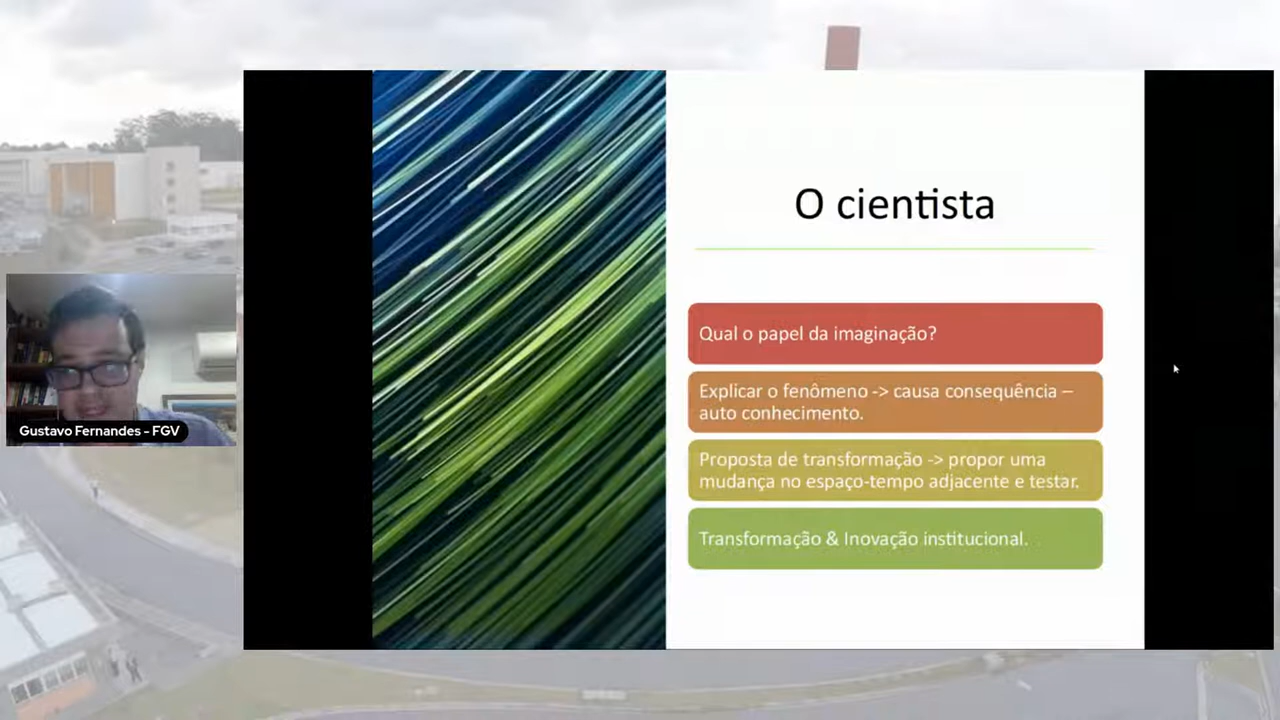 O cientista
Qual o papel da imaginação?
Explicar o fenômeno -> causa consequência –
auto conhecimento.
Proposta de transformação -> propor uma
mudança no espaço-tempo adjacente e testar.
Transformação & Inovação institucional.
Gustavo Fernandes - FGV